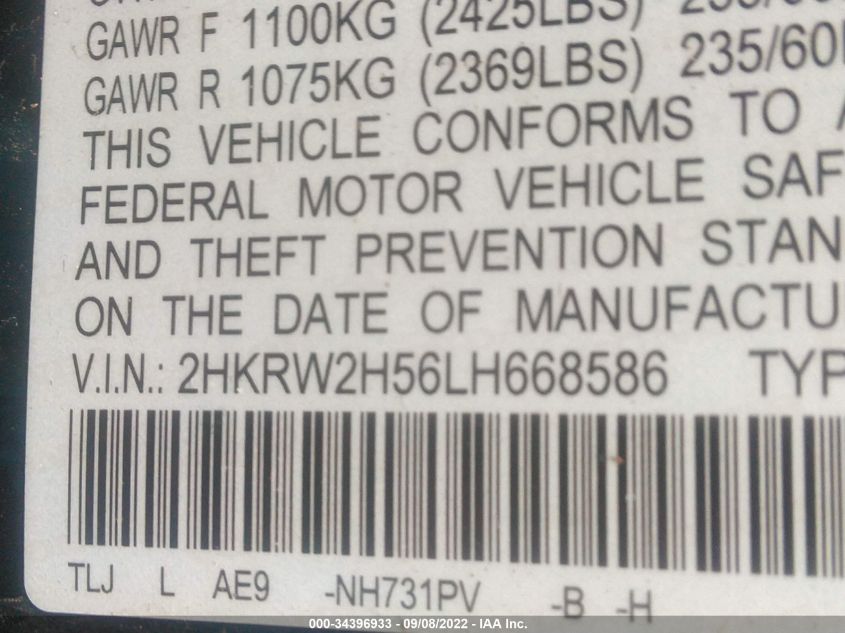 GAWR F 1100KG (2425LBS)
GAWR R 1075KG (2369LBS) 235/60
THIS VEHICLE CONFORMS TO A
FEDERAL MOTOR VEHICLE SAF
AND THEFT PREVENTION STAN
ON THE DATE OF MANUFACTU
V.I.N.: 2HKRW2H56LH668586 TYP
TLJ L AE9 -NH731PV -B -H
000-34396933 - 09/08/2022 - IAA Inc.